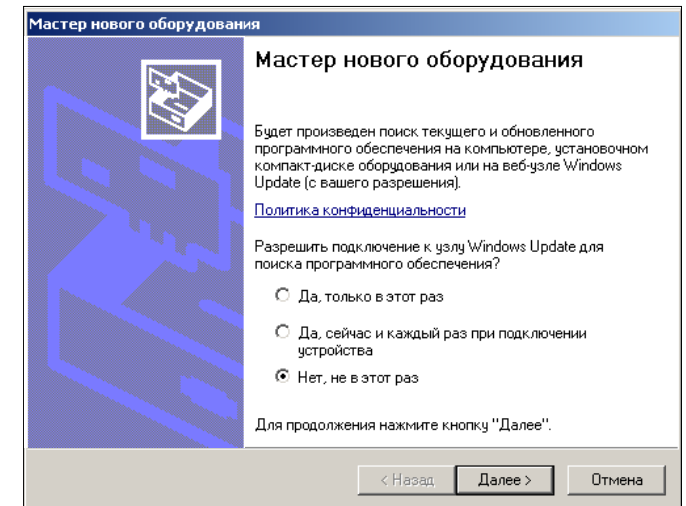 Мастер нового оборудования
Мастер нового оборудования
Будет произведен поиск текущего и обновленного
программного обеспечения на компьютере, установочном
компакт-диске оборудования или на веб-узле Windows
Update (с вашего разрешения).
Политика конфиденциальности
Разрешить подключение к узлу Windows Update для
поиска программного обеспечения?
Да, только в этот раз
Да, сейчас и каждый раз при подключении
устройства
Нет, не в этот раз
Для продолжения нажмите кнопку "Далее".
< Назад Далее > Отмена